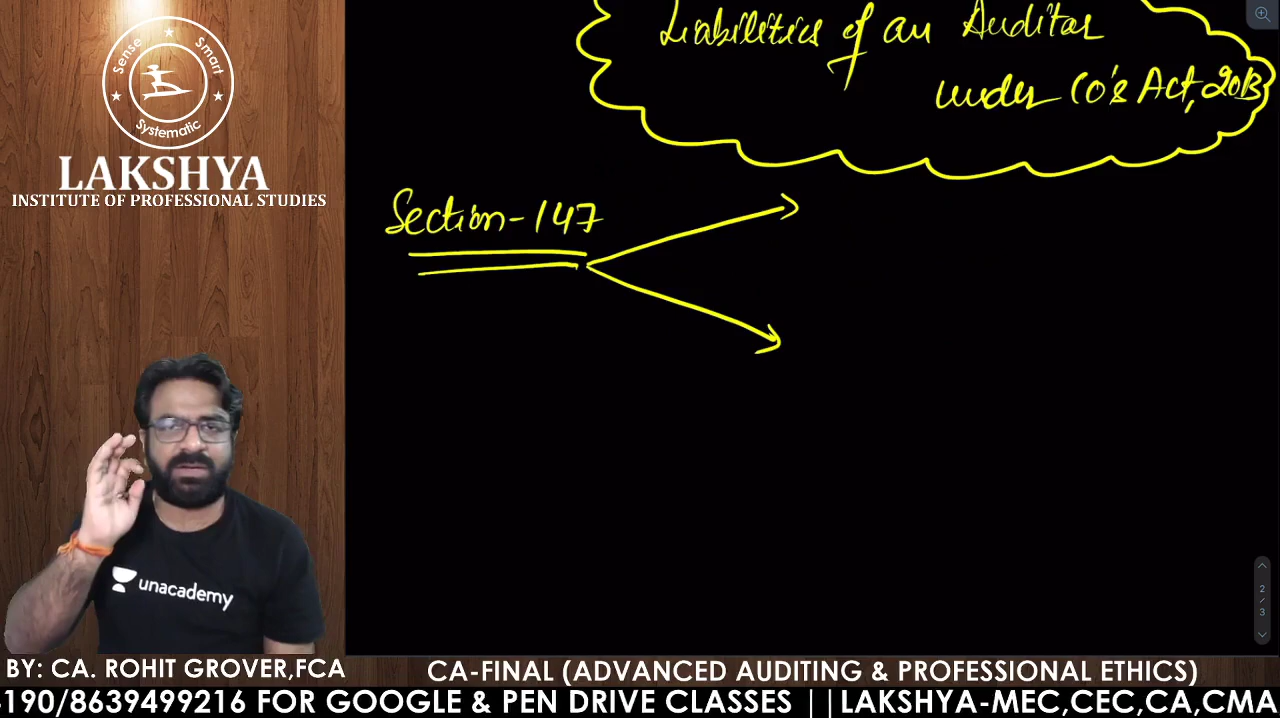 Liabilities of an Auditor
under Co's Act, 2013
Sense
Smart
Systematic
LAKSHYA
INSTITUTE OF PROFESSIONAL STUDIES
Section-147
unacademy
2
/
3
BY: CA. ROHIT GROVER,FCA
CA-FINAL (ADVANCED AUDITING & PROFESSIONAL ETHICS)
190/8639499216 FOR GOOGLE & PEN DRIVE CLASSES ||LAKSHYA-MEC,CEC,CA,CMA